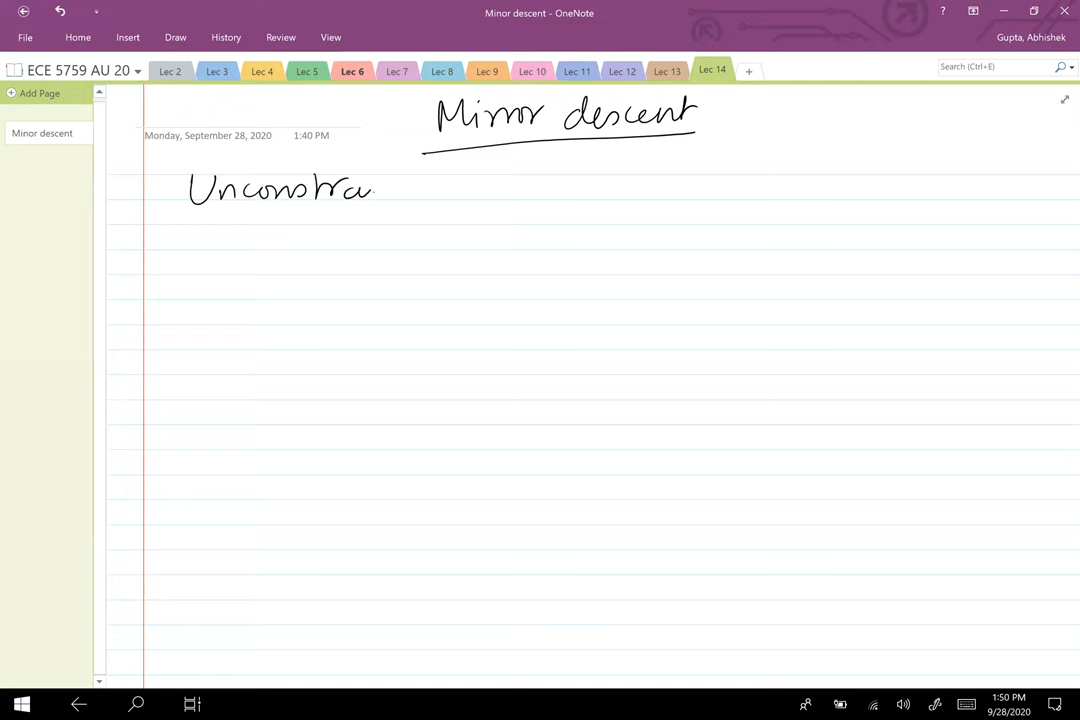 Minor descent - OneNote
File Home Insert Draw History Review View Gupta, Abhishek
ECE 5759 AU 20 Lec 2 Lec 3 Lec 4 Lec 5 Lec 6 Lec 7 Lec 8 Lec 9 Lec 10 Lec 11 Lec 12 Lec 13 Lec 14 Search (Ctrl+E)
Add Page
Minor descent
Minor descent
Monday, September 28, 2020 1:40 PM
Unconstra
1:50 PM
9/28/2020